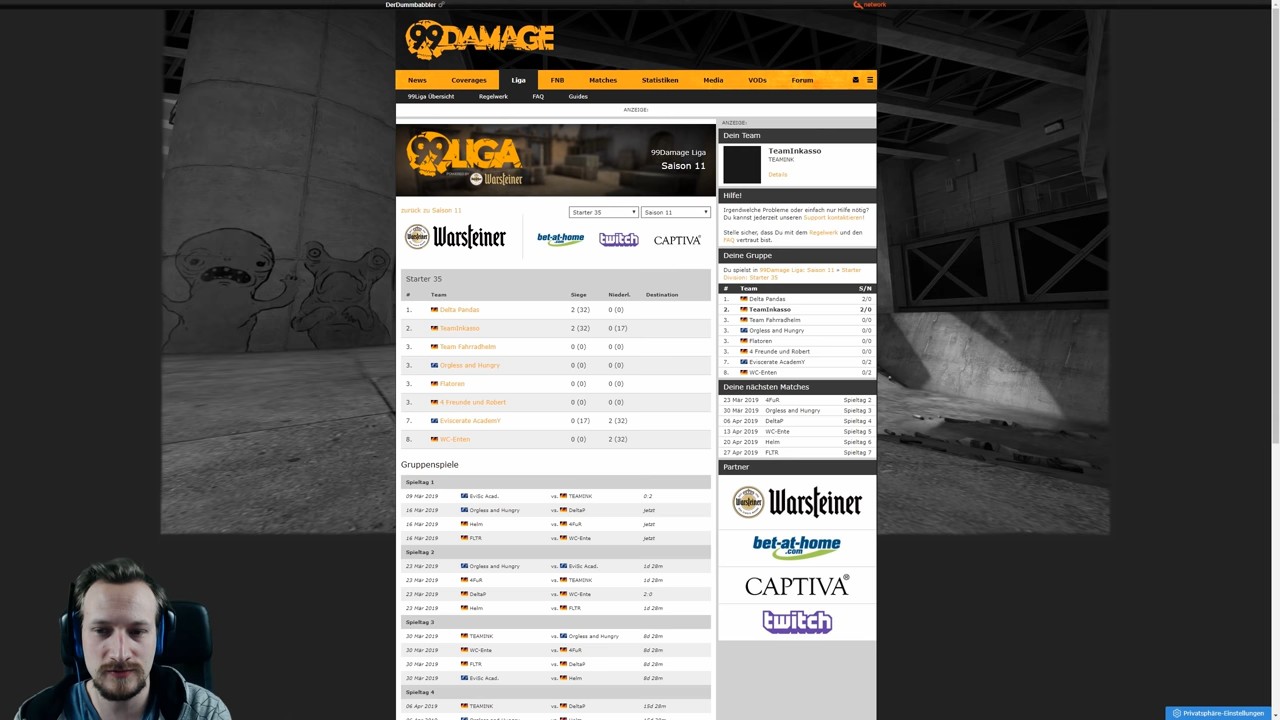 DerDummbabbler
network
99DAMAGE
News Coverages Liga FNB Matches Statistiken Media VODs Forum
99Liga Übersicht Regelwerk FAQ Guides
ANZEIGE:
99LIGA
POWERED BY Warsteiner
99Damage Liga
Saison 11
zurück zu Saison 11
Starter 35 Saison 11
Warsteiner bet-at-home.com twitch CAPTIVA
Starter 35
# Team Siege Niederl. Destination
1. Delta Pandas 2 (32) 0 (0)
2. TeamInkasso 2 (32) 0 (17)
3. Team Fahrradhelm 0 (0) 0 (0)
3. Orgless and Hungry 0 (0) 0 (0)
3. Flatoren 0 (0) 0 (0)
3. 4 Freunde und Robert 0 (0) 0 (0)
7. Eviscerate AcademY 0 (17) 2 (32)
8. WC-Enten 0 (0) 2 (32)
Gruppenspiele
Spieltag 1
09 Mär 2019 EviSc Acad. vs. TEAMINK 0:2
16 Mär 2019 Orgless and Hungry vs. DeltaP jetzt
16 Mär 2019 Helm vs. 4FuR jetzt
16 Mär 2019 FLTR vs. WC-Ente jetzt
Spieltag 2
23 Mär 2019 Orgless and Hungry vs. EviSc Acad. 1d 28m
23 Mär 2019 4FuR vs. TEAMINK 1d 28m
23 Mär 2019 DeltaP vs. WC-Ente 2:0
23 Mär 2019 Helm vs. FLTR 1d 28m
Spieltag 3
30 Mär 2019 TEAMINK vs. Orgless and Hungry 8d 28m
30 Mär 2019 WC-Ente vs. 4FuR 8d 28m
30 Mär 2019 FLTR vs. DeltaP 8d 28m
30 Mär 2019 EviSc Acad. vs. Helm 8d 28m
Spieltag 4
06 Apr 2019 TEAMINK vs. DeltaP 15d 28m
ANZEIGE:
Dein Team
TeamInkasso
TEAMINK
Details
Hilfe!
Irgendwelche Probleme oder einfach nur Hilfe nötig?
Du kannst jederzeit unseren Support kontaktieren!
Stelle sicher, dass Du mit dem Regelwerk und den
FAQ vertraut bist.
Deine Gruppe
Du spielst in 99Damage Liga: Saison 11 » Starter
Division: Starter 35
# Team S/N
1. Delta Pandas 2/0
2. TeamInkasso 2/0
3. Team Fahrradhelm 0/0
3. Orgless and Hungry 0/0
3. Flatoren 0/0
3. 4 Freunde und Robert 0/0
7. Eviscerate AcademY 0/2
8. WC-Enten 0/2
Deine nächsten Matches
23 Mär 2019 4FuR Spieltag 2
30 Mär 2019 Orgless and Hungry Spieltag 3
06 Apr 2019 DeltaP Spieltag 4
13 Apr 2019 WC-Ente Spieltag 5
20 Apr 2019 Helm Spieltag 6
27 Apr 2019 FLTR Spieltag 7
Partner
Warsteiner
bet-at-home.com
CAPTIVA®
twitch
Privatsphäre-Einstellungen